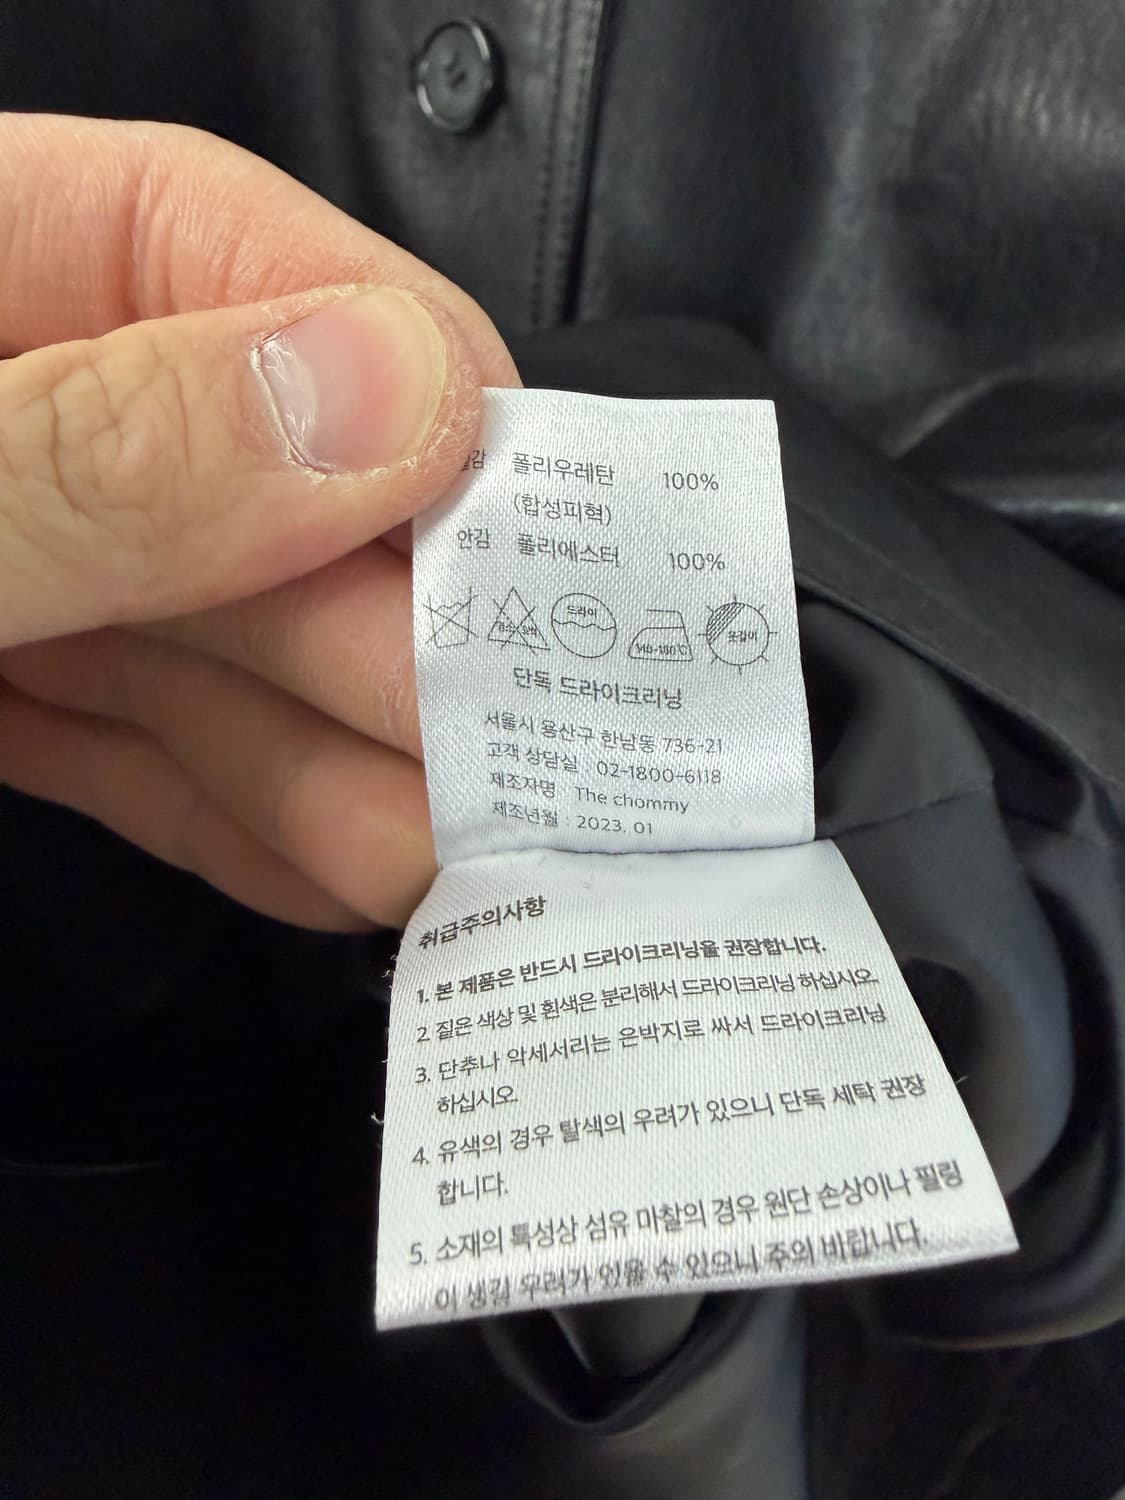 폴리우레탄 100%
(합성피혁)
안감 폴리에스터 100%
드라이
염소 표백
140-180℃
옷걸이
단독 드라이크리닝
서울시 용산구 한남동 736-21
고객 상담실 : 02-1800-6118
제조자명 The chommy
제조년월 : 2023. 01
취급주의사항
1. 본 제품은 반드시 드라이크리닝을 권장합니다.
2. 짙은 색상 및 흰색은 분리해서 드라이크리닝 하십시오.
3. 단추나 악세서리는 은박지로 싸서 드라이크리닝
하십시오.
4. 유색의 경우 탈색의 우려가 있으니 단독 세탁 권장
합니다.
5. 소재의 특성상 섬유 마찰의 경우 원단 손상이나 필링
이 생길 우려가 있을 수 있으니 주의 바랍니다.